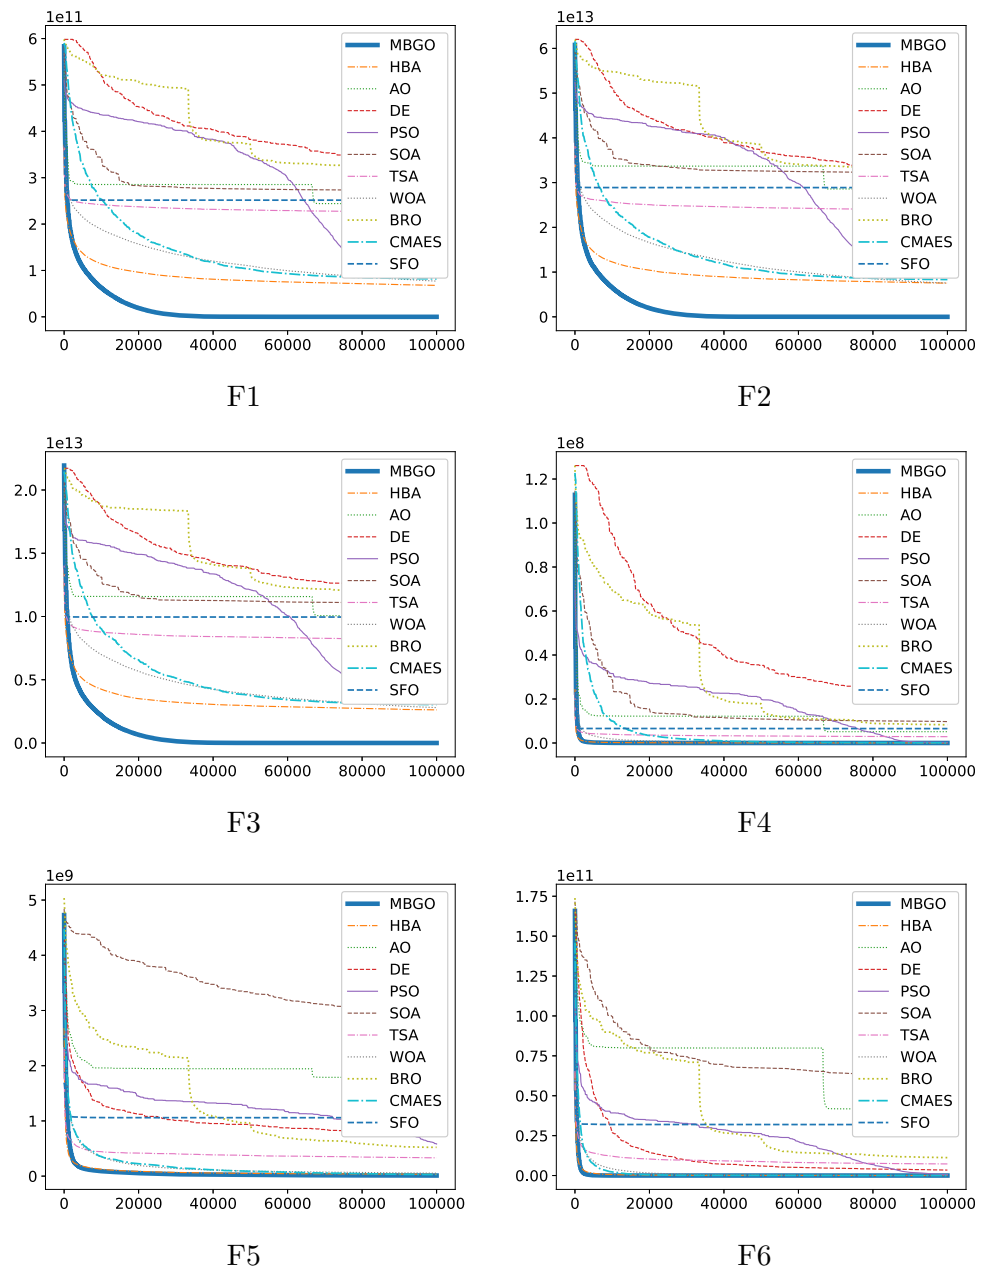 1e11
6
5
4
3
2
1
0
0 20000 40000 60000 80000 100000
MBGO
HBA
AO
DE
PSO
SOA
TSA
WOA
BRO
CMAES
SFO
F1
1e13
6
5
4
3
2
1
0
0 20000 40000 60000 80000 100000
MBGO
HBA
AO
DE
PSO
SOA
TSA
WOA
BRO
CMAES
SFO
F2
1e13
2.0
1.5
1.0
0.5
0.0
0 20000 40000 60000 80000 100000
MBGO
HBA
AO
DE
PSO
SOA
TSA
WOA
BRO
CMAES
SFO
F3
1e8
1.2
1.0
0.8
0.6
0.4
0.2
0.0
0 20000 40000 60000 80000 100000
MBGO
HBA
AO
DE
PSO
SOA
TSA
WOA
BRO
CMAES
SFO
F4
1e9
5
4
3
2
1
0
0 20000 40000 60000 80000 100000
MBGO
HBA
AO
DE
PSO
SOA
TSA
WOA
BRO
CMAES
SFO
F5
1e11
1.75
1.50
1.25
1.00
0.75
0.50
0.25
0.00
0 20000 40000 60000 80000 100000
MBGO
HBA
AO
DE
PSO
SOA
TSA
WOA
BRO
CMAES
SFO
F6